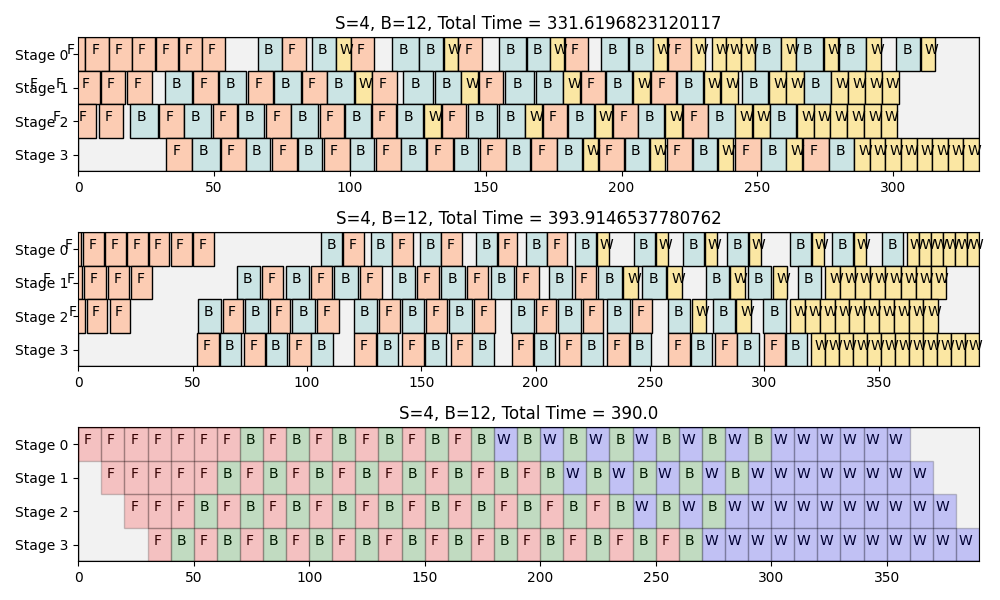 S=4, B=12, Total Time = 331.6196823120117
Stage 0 F F F F F F F B F B W F B B W F B B W F B B W F W W W W B W B W B W B W
Stage 1 F F F F F B F B F B F B W F B B W F B B W F B W F B W W B W W B W W W W
Stage 2 F F F B F B F B F B F B F B W F B B W F B W F B W F B W W B W W W W W W
Stage 3 F B F B F B F B F B F B F B F B W F B W F B W F B W F B W W W W W W W W
0 50 100 150 200 250 300
S=4, B=12, Total Time = 393.9146537780762
Stage 0 F F F F F F F B F B F B F B F B F B W B W B W B W B W B W B W W W W W W
Stage 1 F F F F F B F B F B F B F B F B F B F B W B W B W B W B W W W W W W W W
Stage 2 F F F B F B F B F B F B F B F B F B F B F B W B W B W W W W W W W W W W
Stage 3 F B F B F B F B F B F B F B F B F B F B F B F B W W W W W W W W W W W W
0 50 100 150 200 250 300 350
S=4, B=12, Total Time = 390.0
Stage 0 F F F F F F F B F B F B F B F B F B W B W B W B W B W B W B W W W W W W
Stage 1 F F F F F B F B F B F B F B F B F B F B W B W B W B W B W W W W W W W W
Stage 2 F F F B F B F B F B F B F B F B F B F B F B W B W B W W W W W W W W W W
Stage 3 F B F B F B F B F B F B F B F B F B F B F B F B W W W W W W W W W W W W
0 50 100 150 200 250 300 350